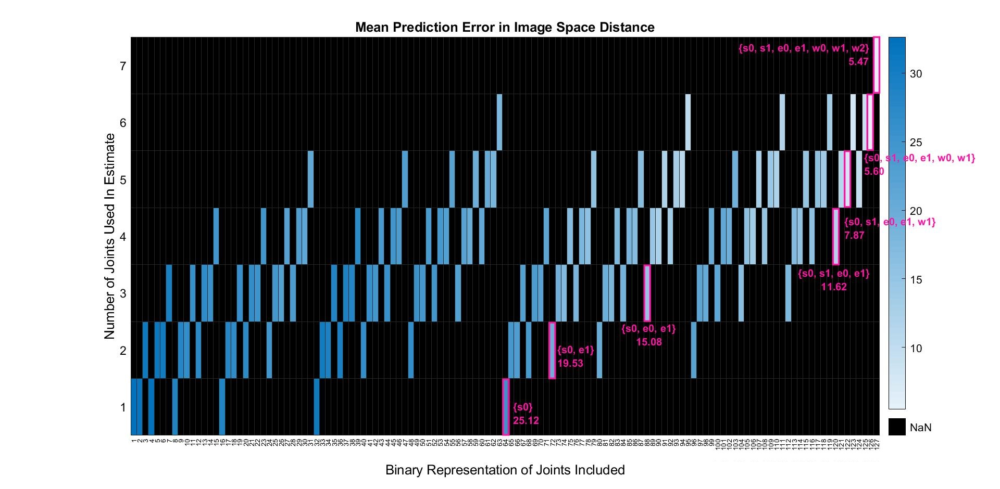 Mean Prediction Error in Image Space Distance
{s0, s1, e0, e1, w0, w1, w2}
5.47
{s0, s1, e0, e1, w0, w1}
5.60
{s0, s1, e0, e1, w1}
7.87
{s0, s1, e0, e1}
11.62
{s0, e0, e1}
15.08
{s0, e1}
19.53
{s0}
25.12
Number of Joints Used In Estimate
7
6
5
4
3
2
1
30
25
20
15
10
NaN
1 2 3 4 5 6 7 8 9 10 11 12 13 14 15 16 17 18 19 20 21 22 23 24 25 26 27 28 29 30 31 32 33 34 35 36 37 38 39 40 41 42 43 44 45 46 47 48 49 50 51 52 53 54 55 56 57 58 59 60 61 62 63 64 65 66 67 68 69 70 71 72 73 74 75 76 77 78 79 80 81 82 83 84 85 86 87 88 89 90 91 92 93 94 95 96 97 98 99 100 101 102 103 104 105 106 107 108 109 110 111 112 113 114 115 116 117 118 119 120 121 122 123 124 125 126 127
Binary Representation of Joints Included